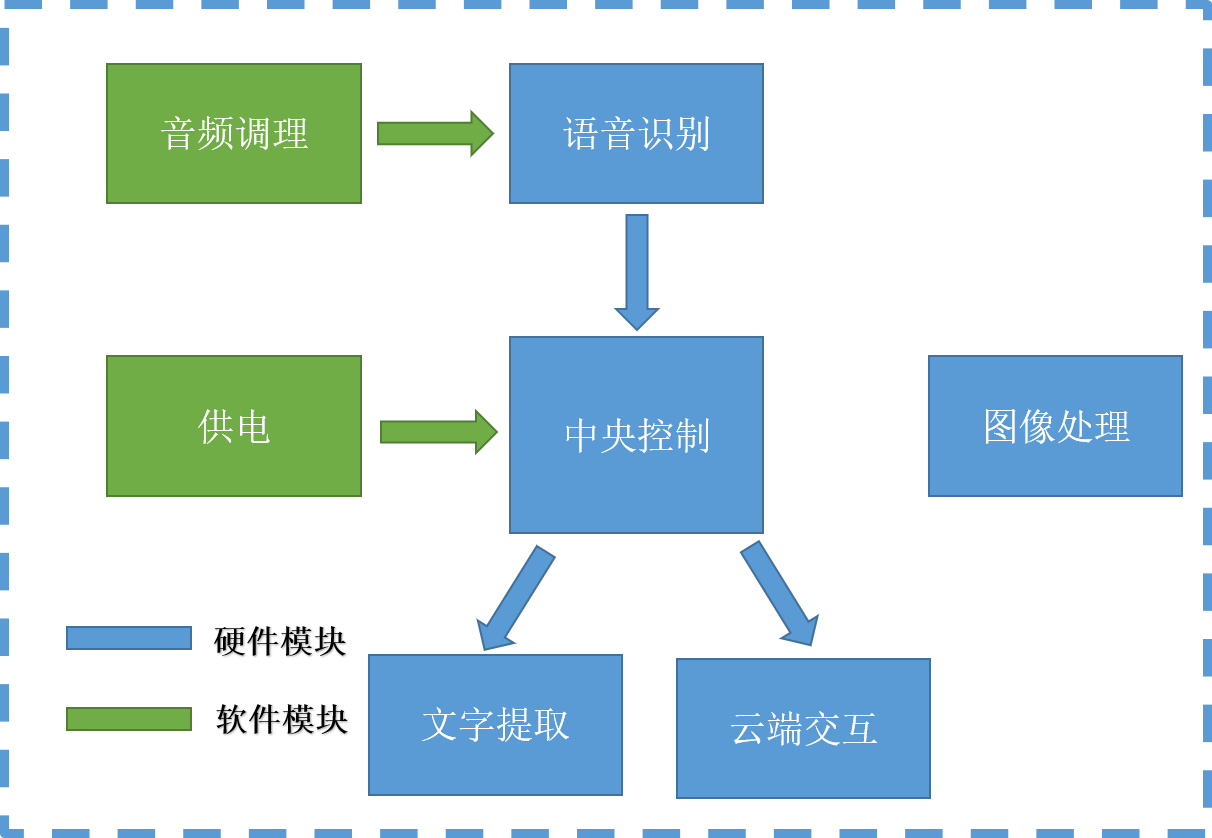 音频调理
语音识别
供电
中央控制
图像处理
硬件模块
软件模块
文字提取
云端交互